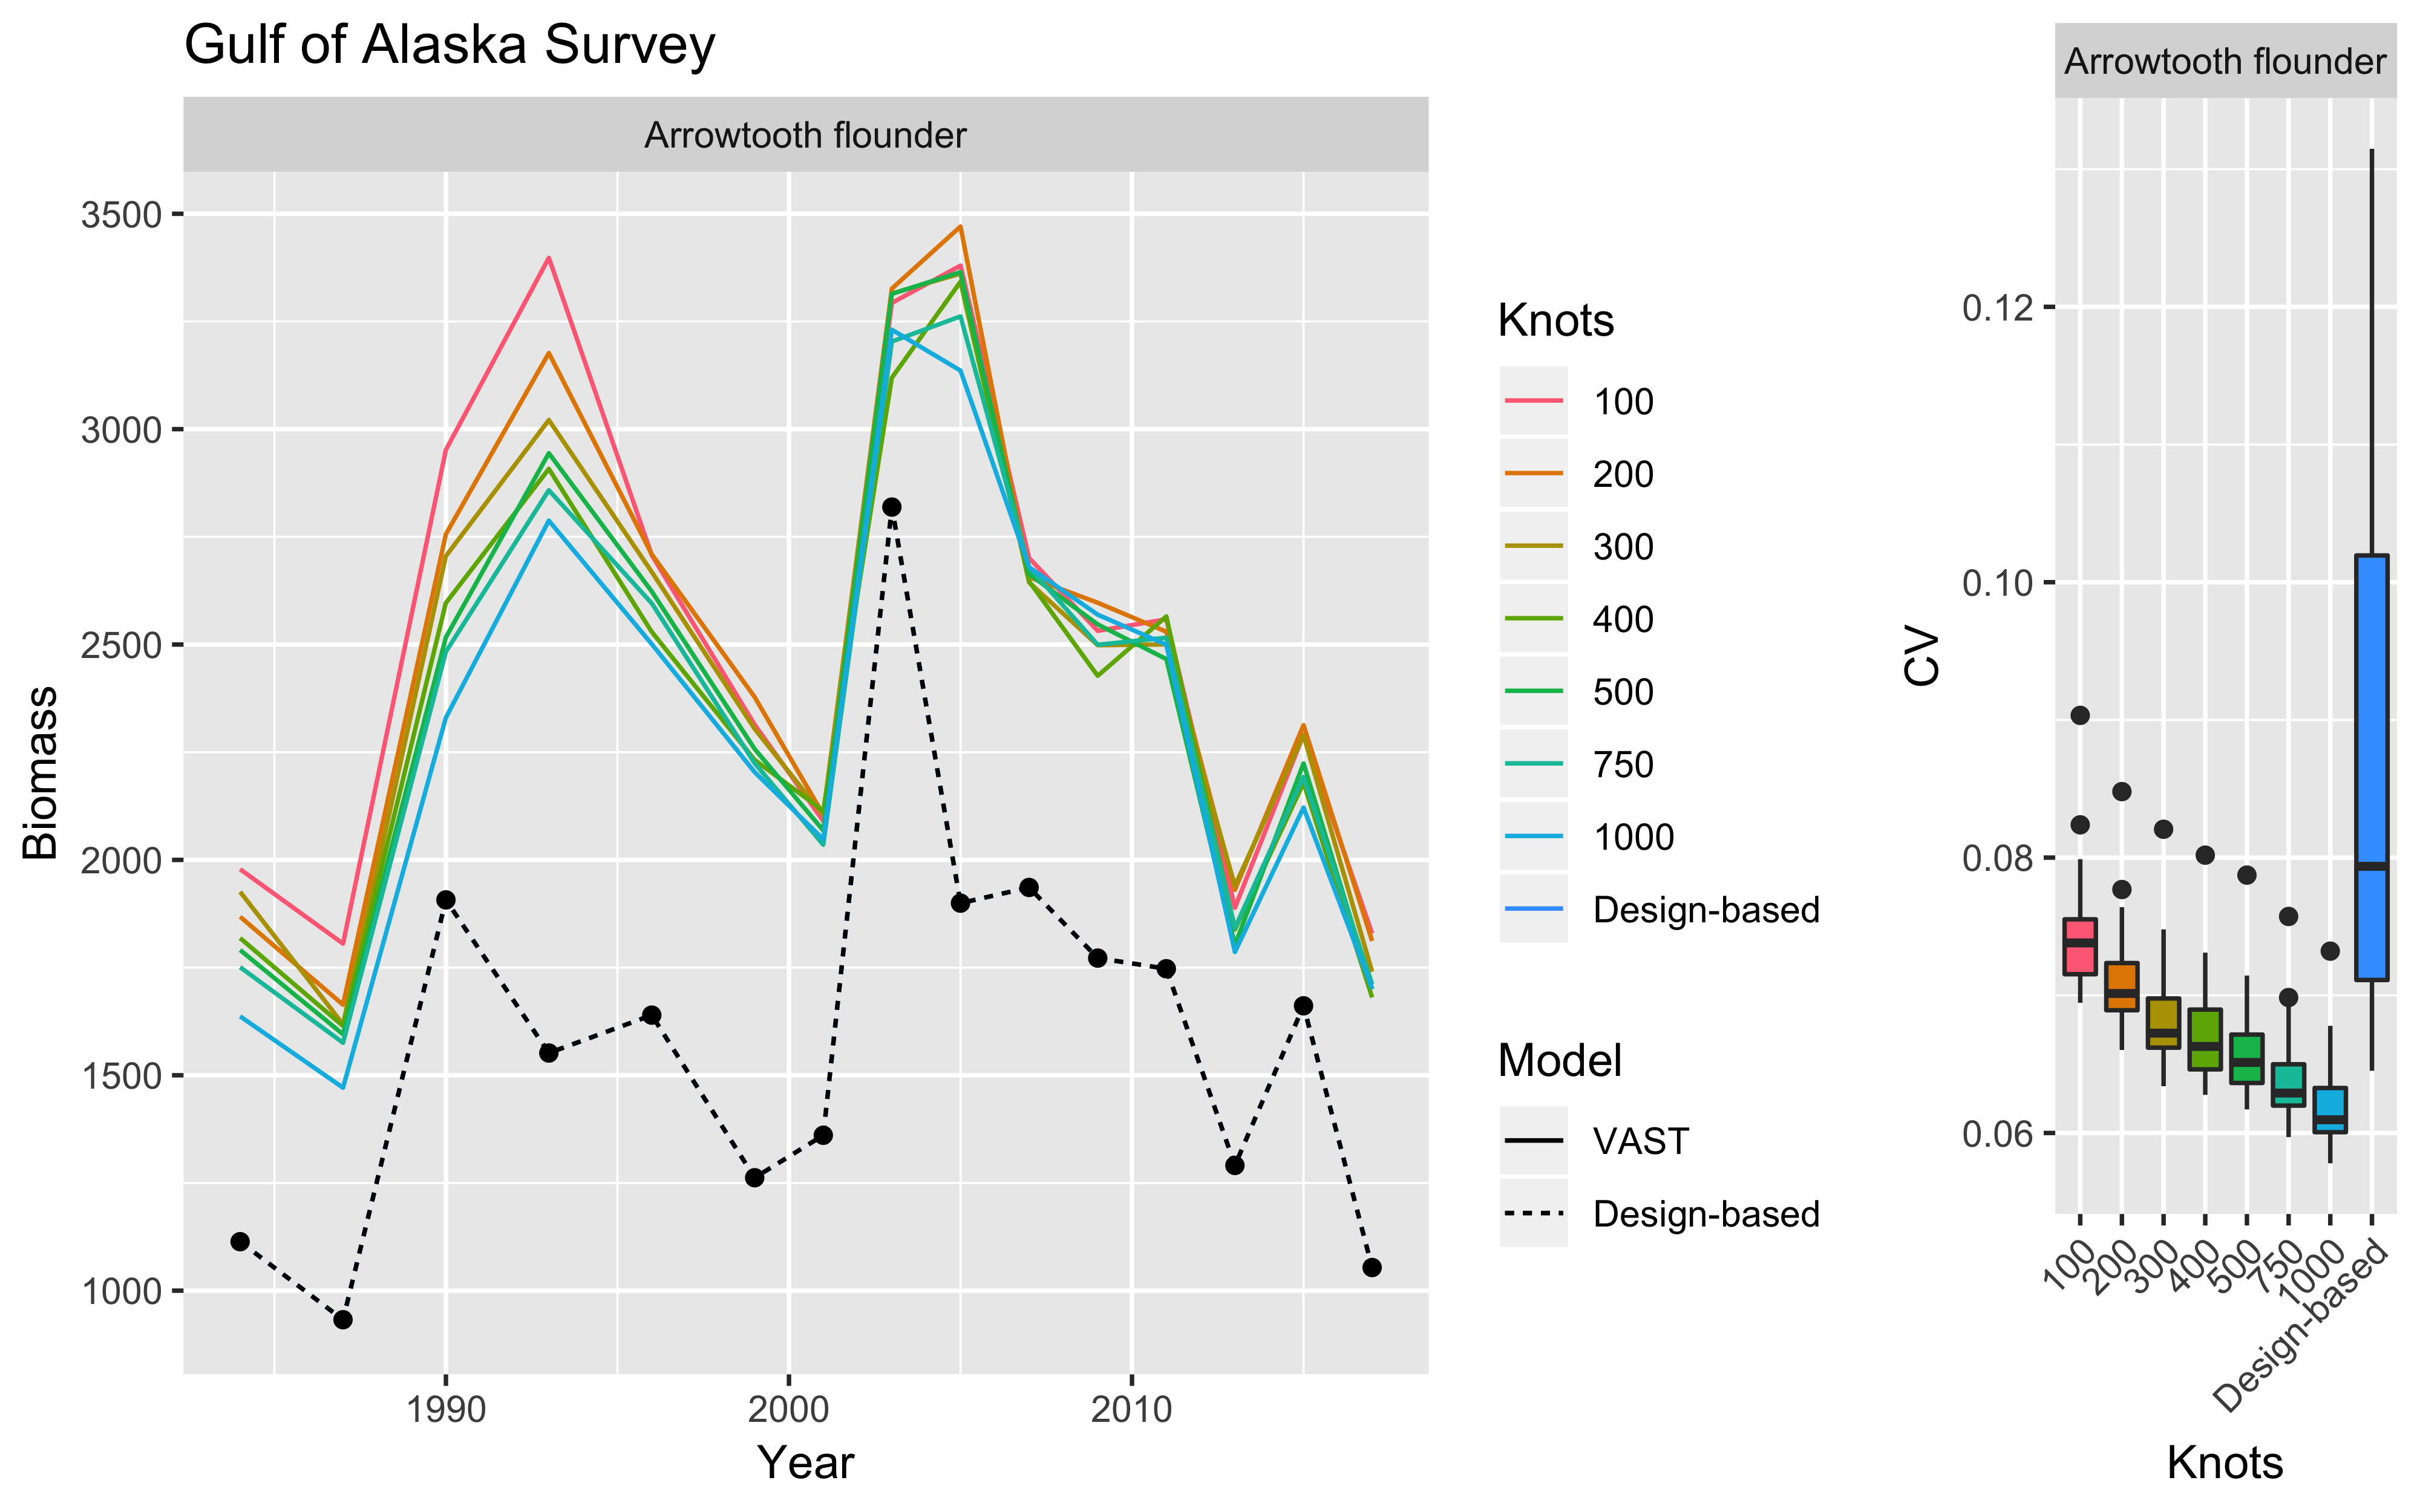 Gulf of Alaska Survey
Arrowtooth flounder
3500
3000
2500
2000
1500
1000
Biomass
1990
2000
2010
Year
Knots
100
200
300
400
500
750
1000
Design-based
Model
VAST
Design-based
Arrowtooth flounder
0.12
0.10
0.08
0.06
CV
100
200
300
400
500
750
1000
Design-based
Knots